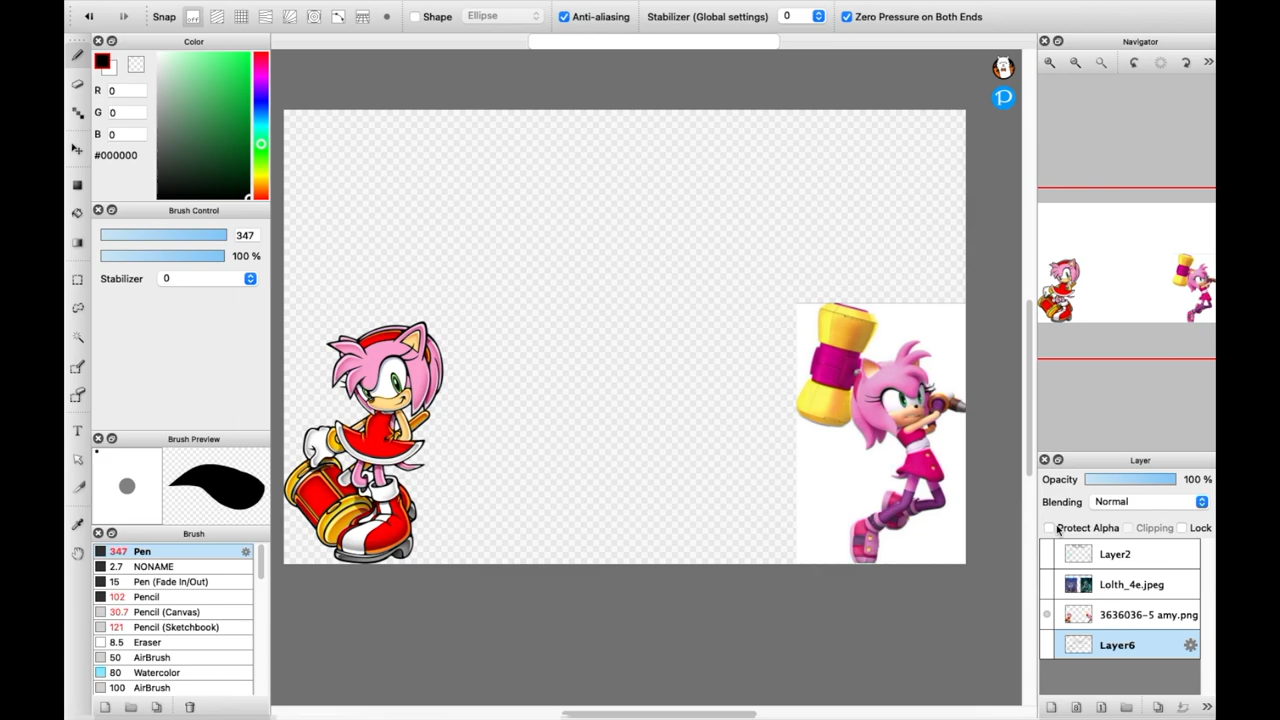 Snap off Shape Ellipse Anti-aliasing Stabilizer (Global settings) 0 Zero Pressure on Both Ends
Color
R 0
G 0
B 0
#000000
Brush Control
347
100 %
Stabilizer 0
Brush Preview
Brush
347 Pen
2.7 NONAME
15 Pen (Fade In/Out)
102 Pencil
30.7 Pencil (Canvas)
121 Pencil (Sketchbook)
8.5 Eraser
50 AirBrush
80 Watercolor
100 AirBrush
T
P
Navigator
Layer
Opacity 100 %
Blending Normal
Protect Alpha Clipping Lock
Layer2
Lolth_4e.jpeg
3636036-5 amy.png
Layer6